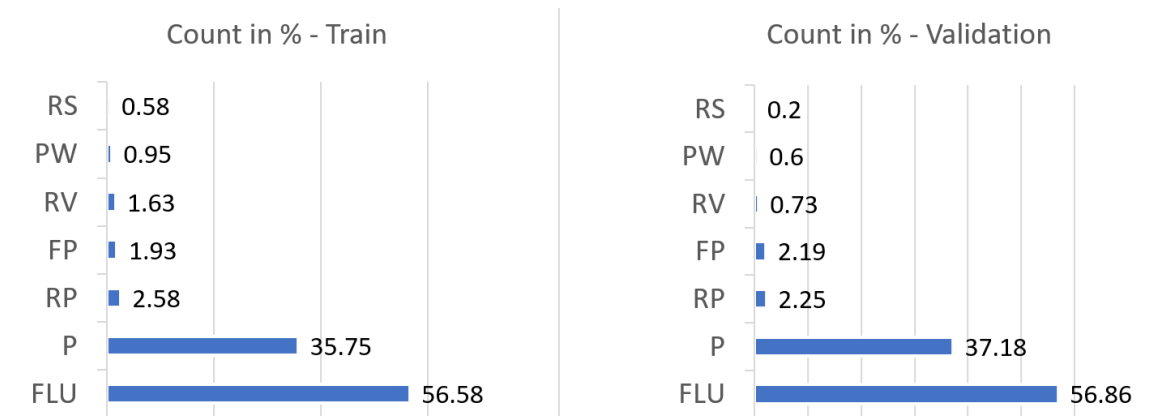 Count in % - Train
RS 0.58
PW 0.95
RV 1.63
FP 1.93
RP 2.58
P 35.75
FLU 56.58
Count in % - Validation
RS 0.2
PW 0.6
RV 0.73
FP 2.19
RP 2.25
P 37.18
FLU 56.86